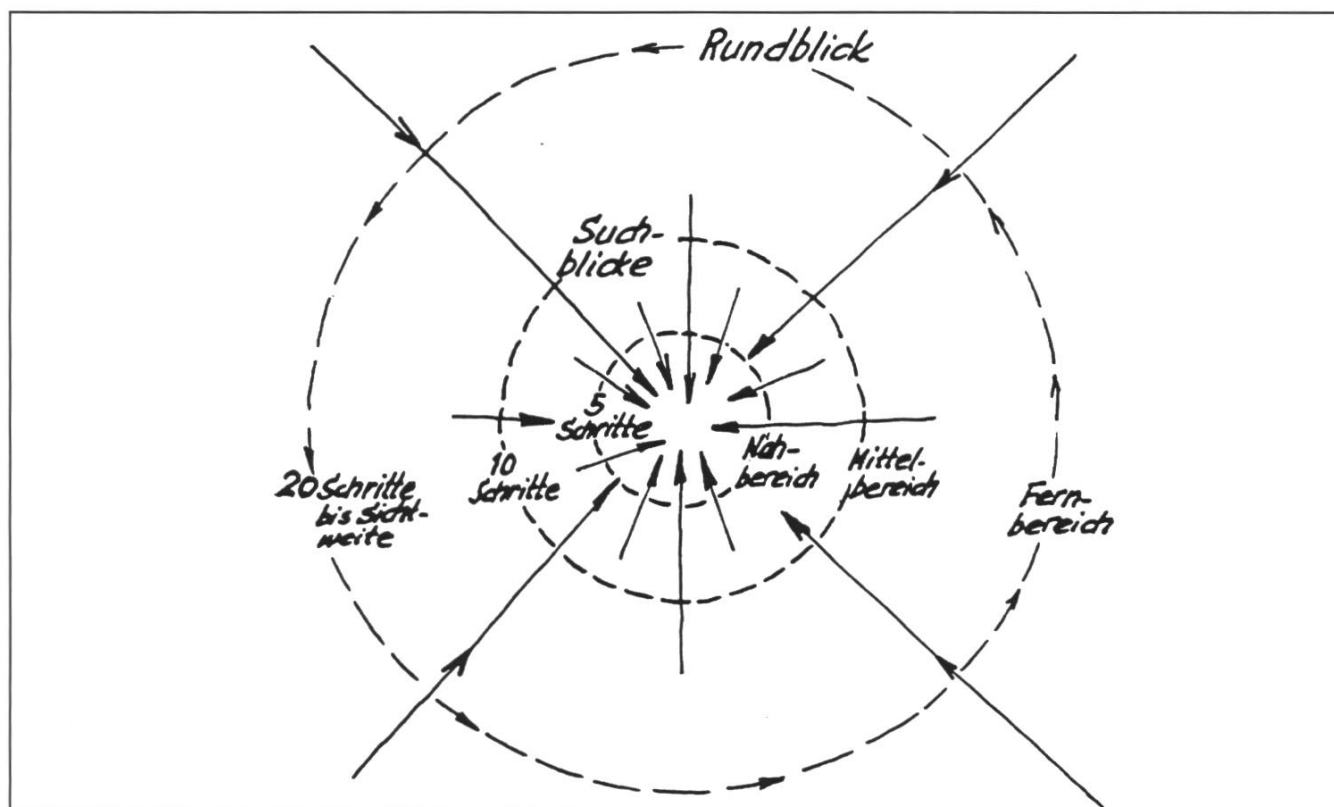 Rundblick
Such-
blicke
5
Schritte
10
Schritte
20 Schritte
bis Sicht-
weite
Nah-
bereich
Mittel-
bereich
Fern-
bereich